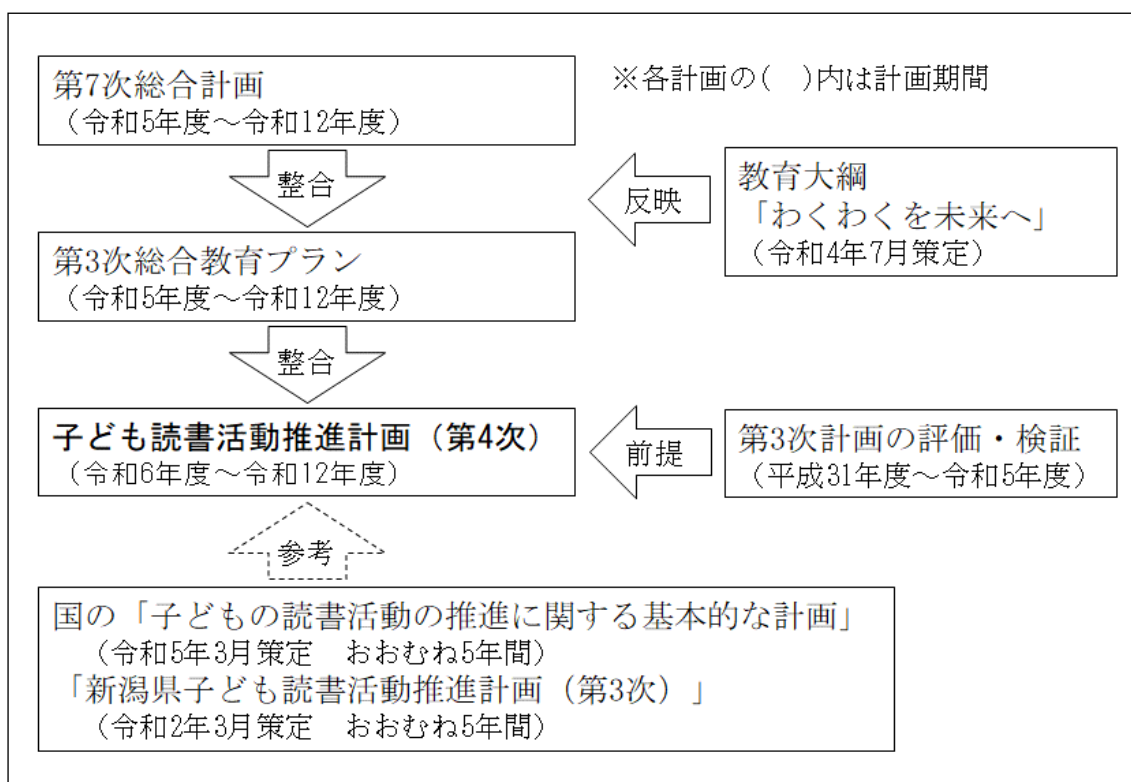 第7次総合計画
（令和5年度～令和12年度）
※各計画の(　)内は計画期間
整合
反映
教育大綱
「わくわくを未来へ」
（令和4年7月策定）
第3次総合教育プラン
（令和5年度～令和12年度）
整合
子ども読書活動推進計画（第4次）
（令和6年度～令和12年度）
前提
第3次計画の評価・検証
（平成31年度～令和5年度）
参考
国の「子どもの読書活動の推進に関する基本的な計画」
（令和5年3月策定　おおむね5年間）
「新潟県子ども読書活動推進計画（第3次）」
（令和2年3月策定　おおむね5年間）